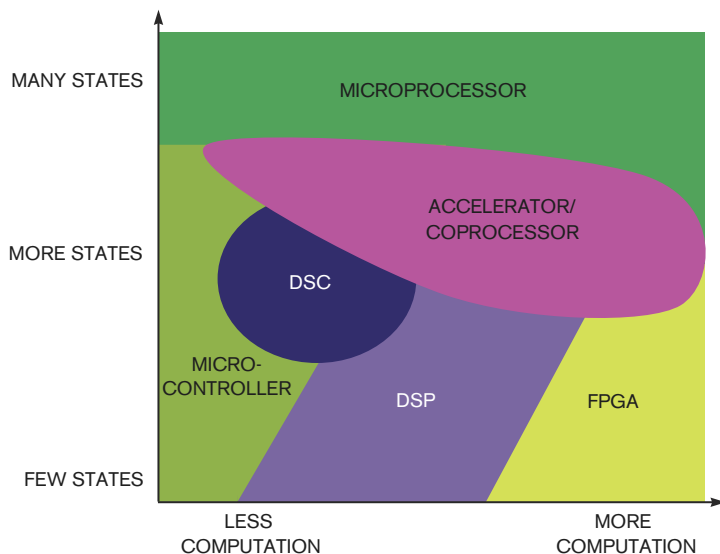 MANY STATES
MICROPROCESSOR
ACCELERATOR/
COPROCESSOR
MORE STATES
DSC
MICRO-
CONTROLLER
DSP
FPGA
FEW STATES
LESS
COMPUTATION
MORE
COMPUTATION